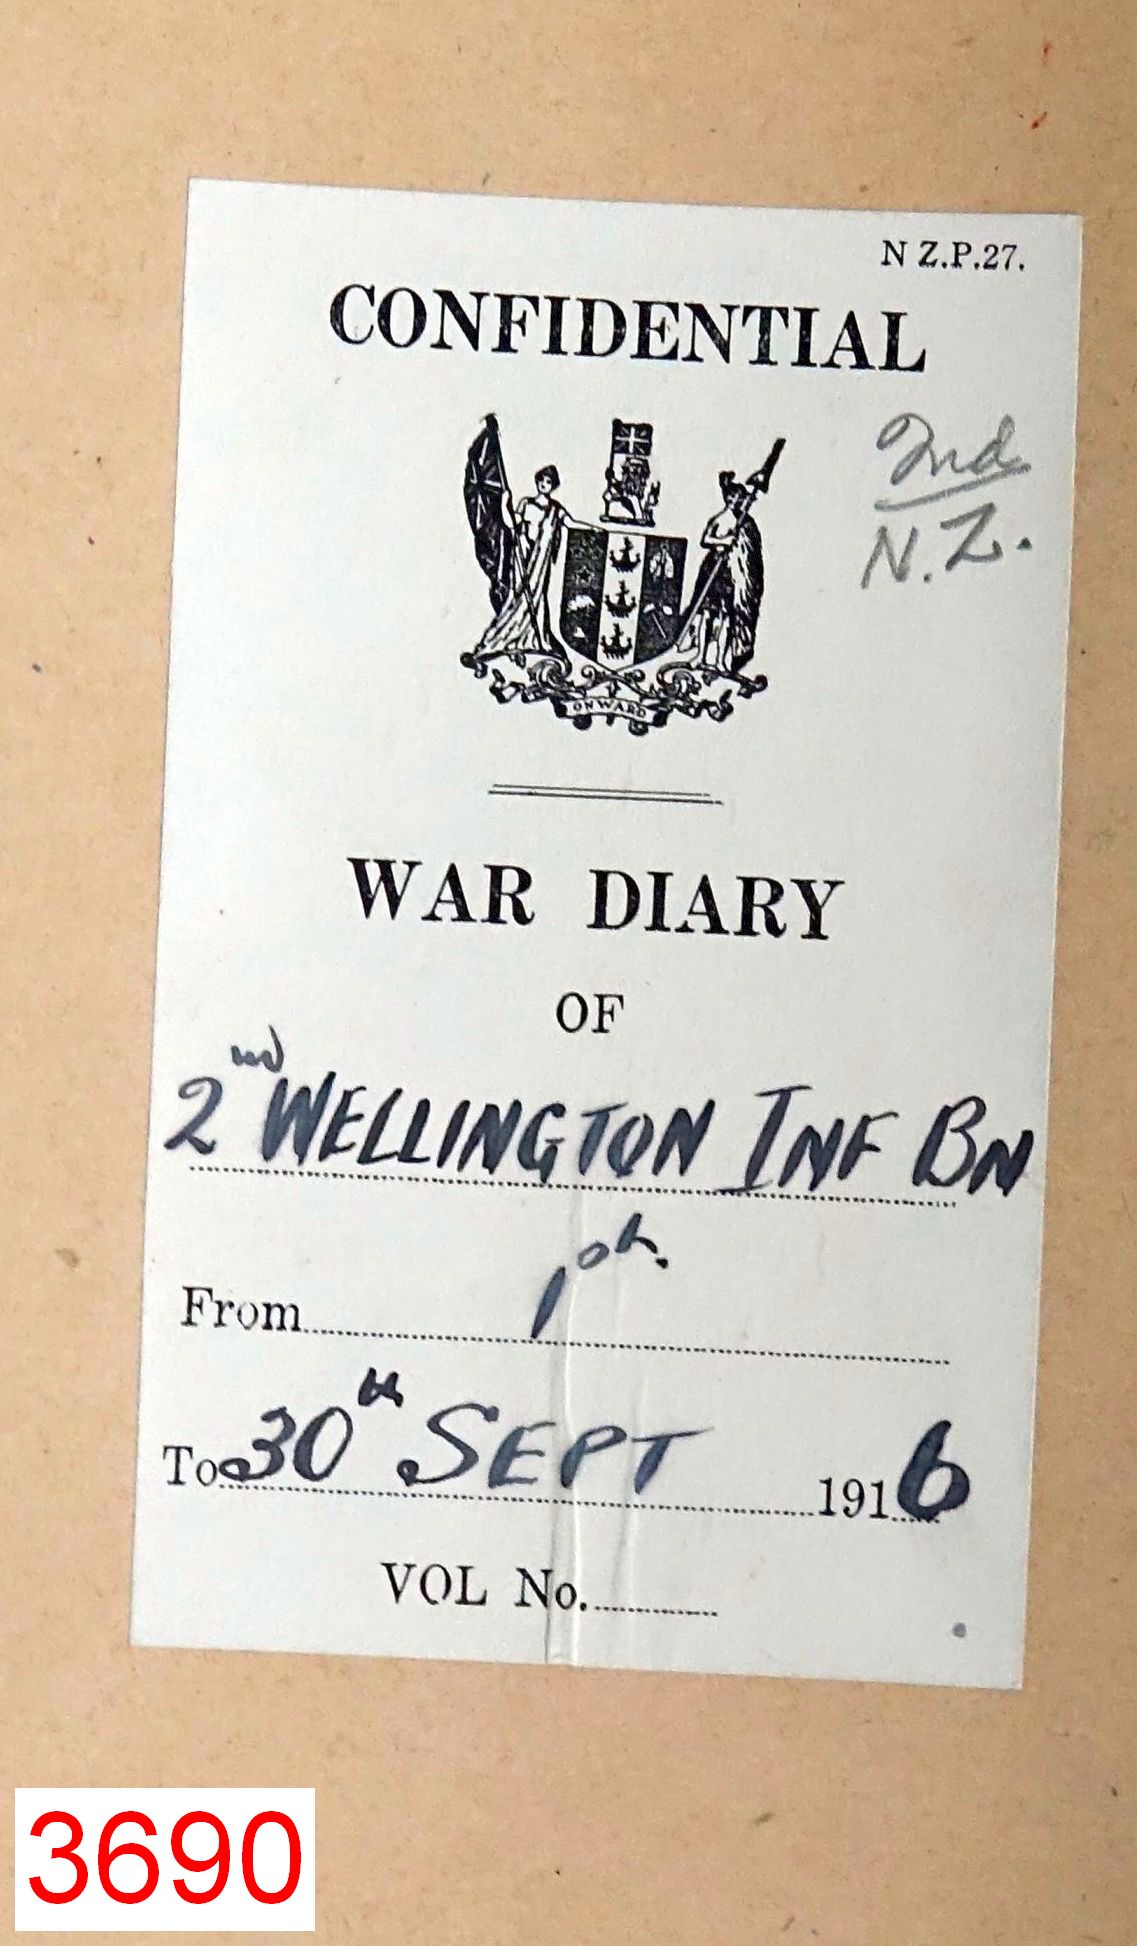 N Z.P.27.
CONFIDENTIAL
2nd
N.Z.
ONWARD
WAR DIARY
OF
2nd WELLINGTON INF BN
From 1st.
To 30th SEPT 1916
VOL No.
3690